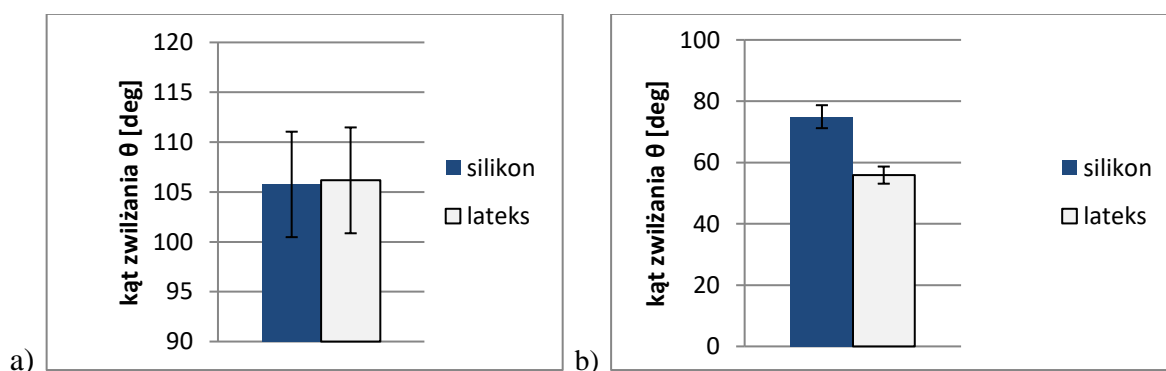 a)
kąt zwilżania θ [deg]
120
115
110
105
100
95
90
silikon
lateks
b)
kąt zwilżania θ [deg]
100
80
60
40
20
0
silikon
lateks